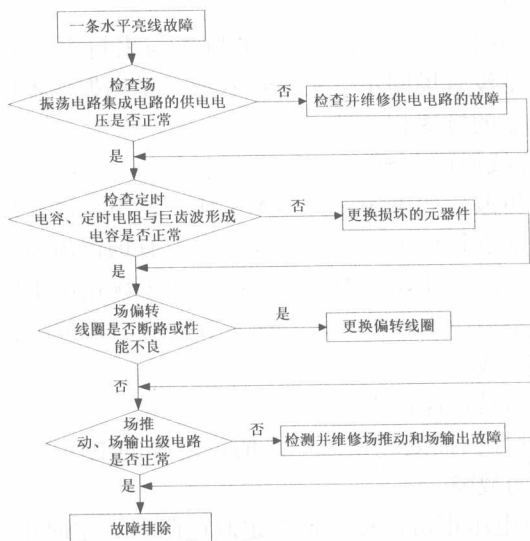 一条水平亮线故障
检查场
振荡电路集成电路的供电电
压是否正常
否
检查并维修供电电路的故障
是
检查定时
电容、定时电阻与巨齿波形成
电容是否正常
否
更换损坏的元器件
是
场偏转
线圈是否断路或性
能不良
是
更换偏转线圈
否
场推
动、场输出级电路
是否正常
否
检测并维修场推动和场输出故障
是
故障排除